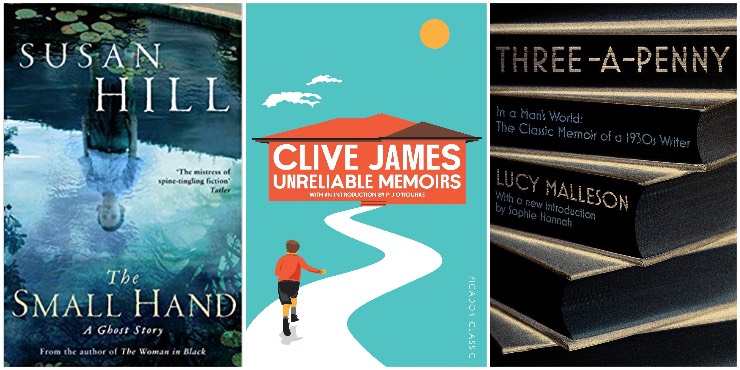 SUSAN
HILL
'The mistress of
spine-tingling fiction'
Tatler
The
SMALL HAND
A Ghost Story
From the author of The Woman in Black
CLIVE JAMES
UNRELIABLE MEMOIRS
WITH AN INTRODUCTION BY P J O'ROURKE
PICADOR CLASSIC
THREE-A-PENNY
In a Man's World:
The Classic Memoir of a 1930s Writer
LUCY MALLESON
With a new introduction
by Sophie Hannah